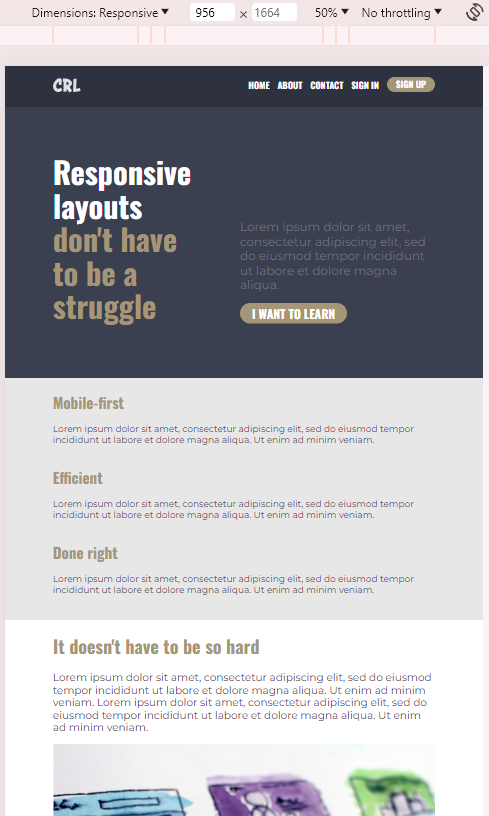 Dimensions: Responsive 956 × 1664 50% No throttling
CRL HOME ABOUT CONTACT SIGN IN SIGN UP
Responsive
layouts
don't have
to be a
struggle
Lorem ipsum dolor sit amet,
consectetur adipiscing elit, sed
do eiusmod tempor incididunt
ut labore et dolore magna
aliqua.
I WANT TO LEARN
Mobile-first
Lorem ipsum dolor sit amet, consectetur adipiscing elit, sed do eiusmod tempor
incididunt ut labore et dolore magna aliqua. Ut enim ad minim veniam.
Efficient
Lorem ipsum dolor sit amet, consectetur adipiscing elit, sed do eiusmod tempor
incididunt ut labore et dolore magna aliqua. Ut enim ad minim veniam.
Done right
Lorem ipsum dolor sit amet, consectetur adipiscing elit, sed do eiusmod tempor
incididunt ut labore et dolore magna aliqua. Ut enim ad minim veniam.
It doesn't have to be so hard
Lorem ipsum dolor sit amet, consectetur adipiscing elit, sed do eiusmod
tempor incididunt ut labore et dolore magna aliqua. Ut enim ad minim
veniam. Lorem ipsum dolor sit amet, consectetur adipiscing elit, sed do
eiusmod tempor incididunt ut labore et dolore magna aliqua. Ut enim
ad minim veniam.